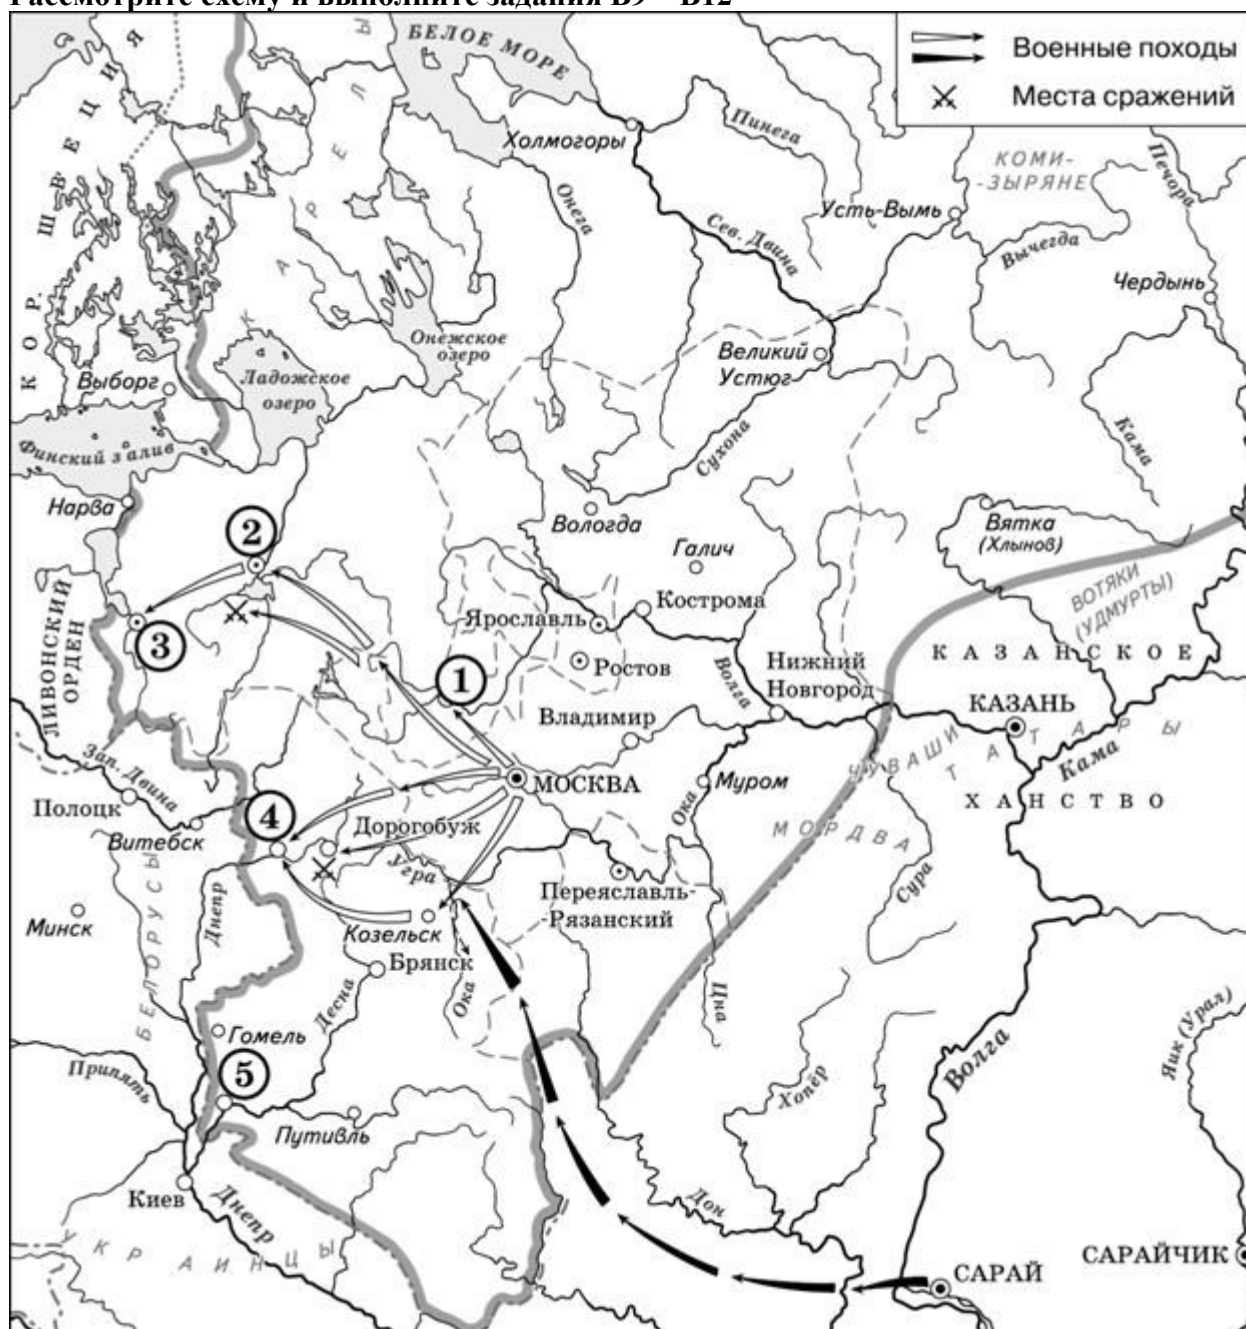 Рассмотрите схему и выполните задания В9 – В12
Военные походы
Места сражений
БЕЛОЕ МОРЕ
КОР. ШВЕЦИЯ
КАРЕЛЫ
Холмогоры
Пинега
КОМИ-
-ЗЫРЯНЕ
Печора
Онега
Сев. Двина
Усть-Вымь
Вычегда
Чердынь
Онежское
озеро
Великий
Устюг
Выборг
Ладожское
озеро
Финский залив
Сухона
Кама
Нарва
2
Вологда
Галич
Вятка
(Хлынов)
ВОТЯКИ
(УДМУРТЫ)
ЛИВОНСКИЙ
ОРДЕН
3
Ярославль
Кострома
1
Ростов
Волга
Нижний
Новгород
КАЗАНСКОЕ
Владимир
КАЗАНЬ
ЧУВАШИ
ТАТАРЫ
Кама
Зап. Двина
МОСКВА
Муром
Ока
ХАНСТВО
Полоцк
4
Дорогобуж
МОРДВА
Витебск
Угра
Сура
БЕЛОРУСЫ
Днепр
Переяславль-
-Рязанский
Минск
Козельск
Брянск
Ока
Цна
Десна
Гомель
Волга
Яик (Урал)
5
Припять
Хопёр
Путивль
Киев
Днепр
Дон
УКРАИНЦЫ
САРАЙ
САРАЙЧИК